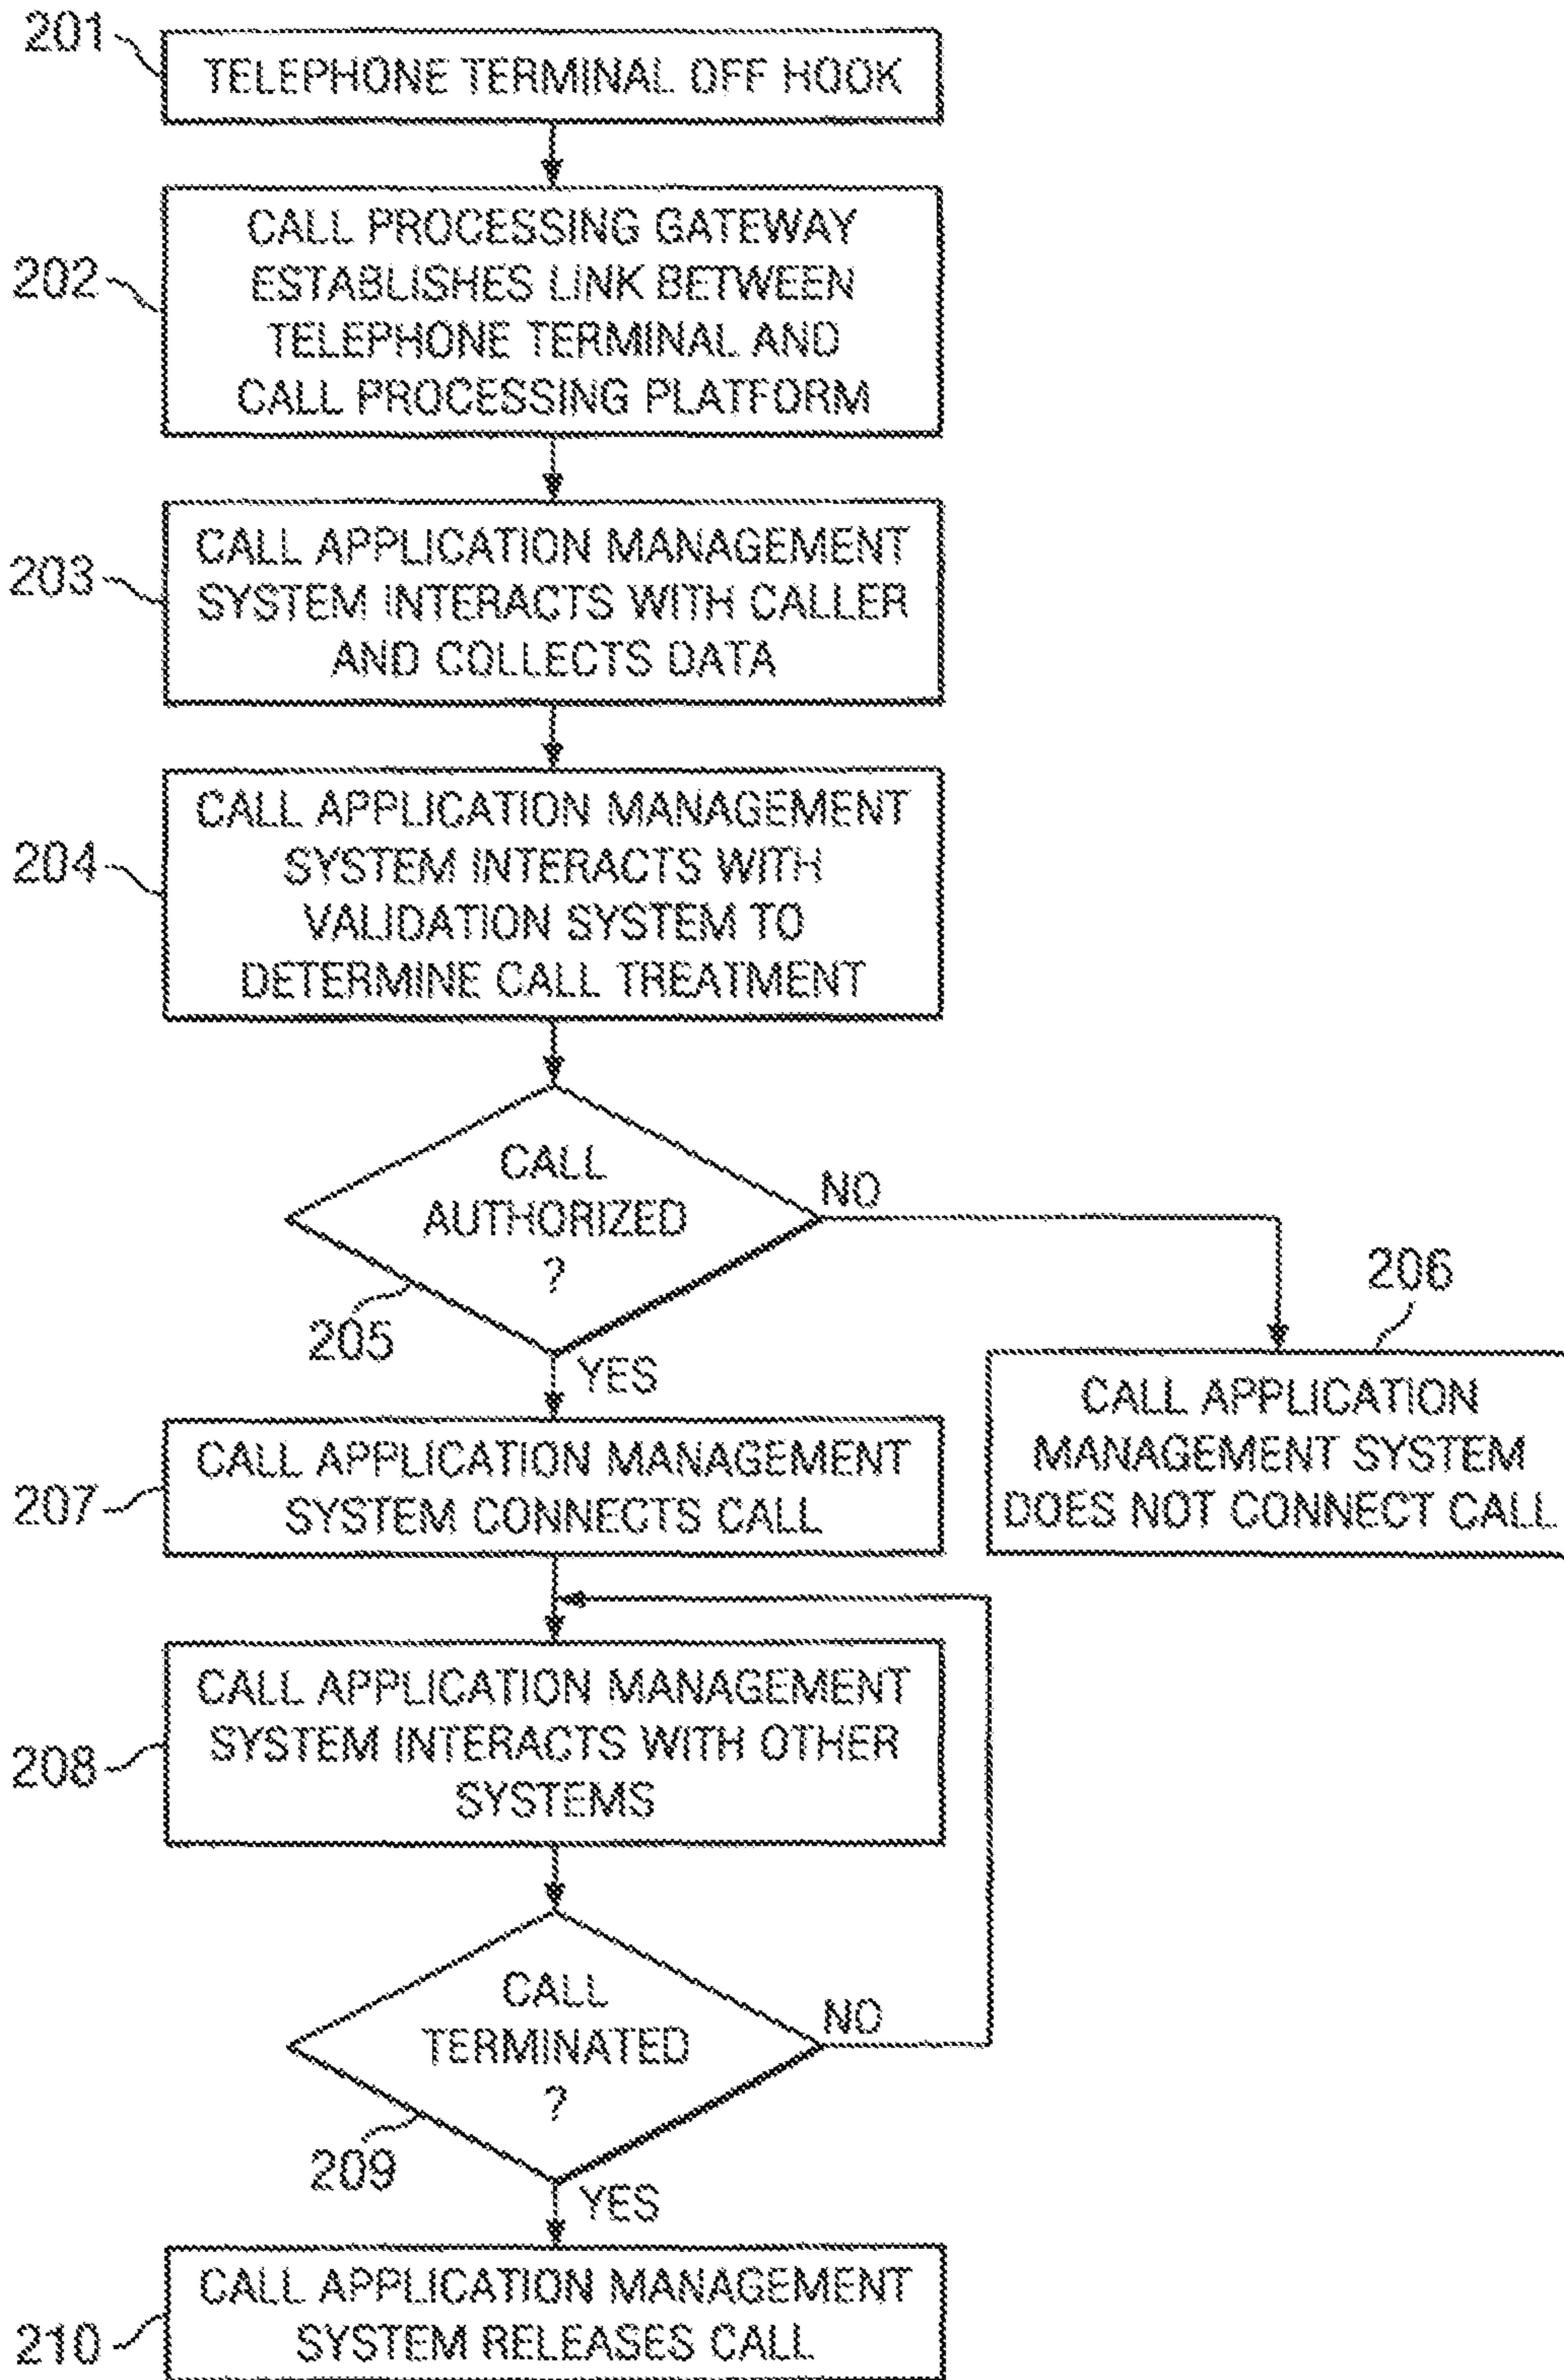 201
TELEPHONE TERMINAL OFF HOOK
202
CALL PROCESSING GATEWAY
ESTABLISHES LINK BETWEEN
TELEPHONE TERMINAL AND
CALL PROCESSING PLATFORM
203
CALL APPLICATION MANAGEMENT
SYSTEM INTERACTS WITH CALLER
AND COLLECTS DATA
204
CALL APPLICATION MANAGEMENT
SYSTEM INTERACTS WITH
VALIDATION SYSTEM TO
DETERMINE CALL TREATMENT
CALL
AUTHORIZED
?
205
NO
YES
206
CALL APPLICATION
MANAGEMENT SYSTEM
DOES NOT CONNECT CALL
207
CALL APPLICATION MANAGEMENT
SYSTEM CONNECTS CALL
208
CALL APPLICATION MANAGEMENT
SYSTEM INTERACTS WITH OTHER
SYSTEMS
CALL
TERMINATED
?
209
NO
YES
210
CALL APPLICATION MANAGEMENT
SYSTEM RELEASES CALL